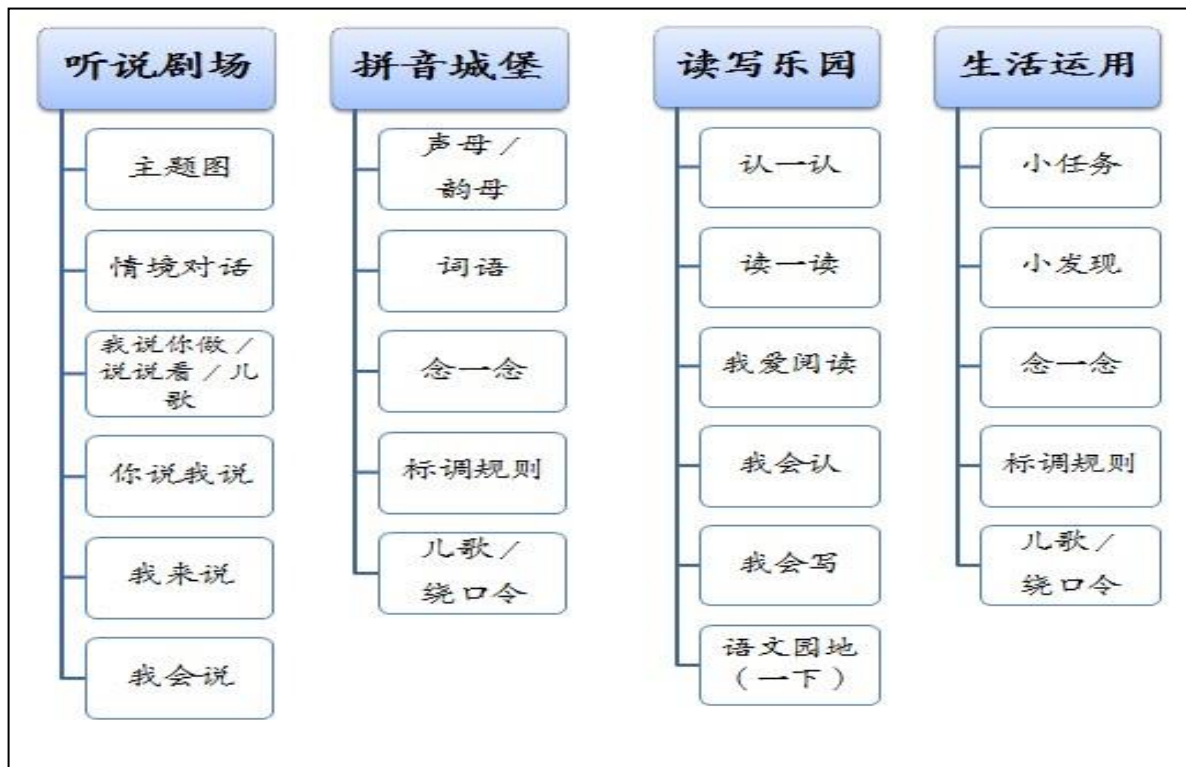 听说剧场
主题图
情境对话
我说你做／
说说看／儿
歌
你说我说
我来说
我会说
拼音城堡
声母／
韵母
词语
念一念
标调规则
儿歌／
绕口令
读写乐园
认一认
读一读
我爱阅读
我会认
我会写
语文园地
（一下）
生活运用
小任务
小发现
念一念
标调规则
儿歌／
绕口令